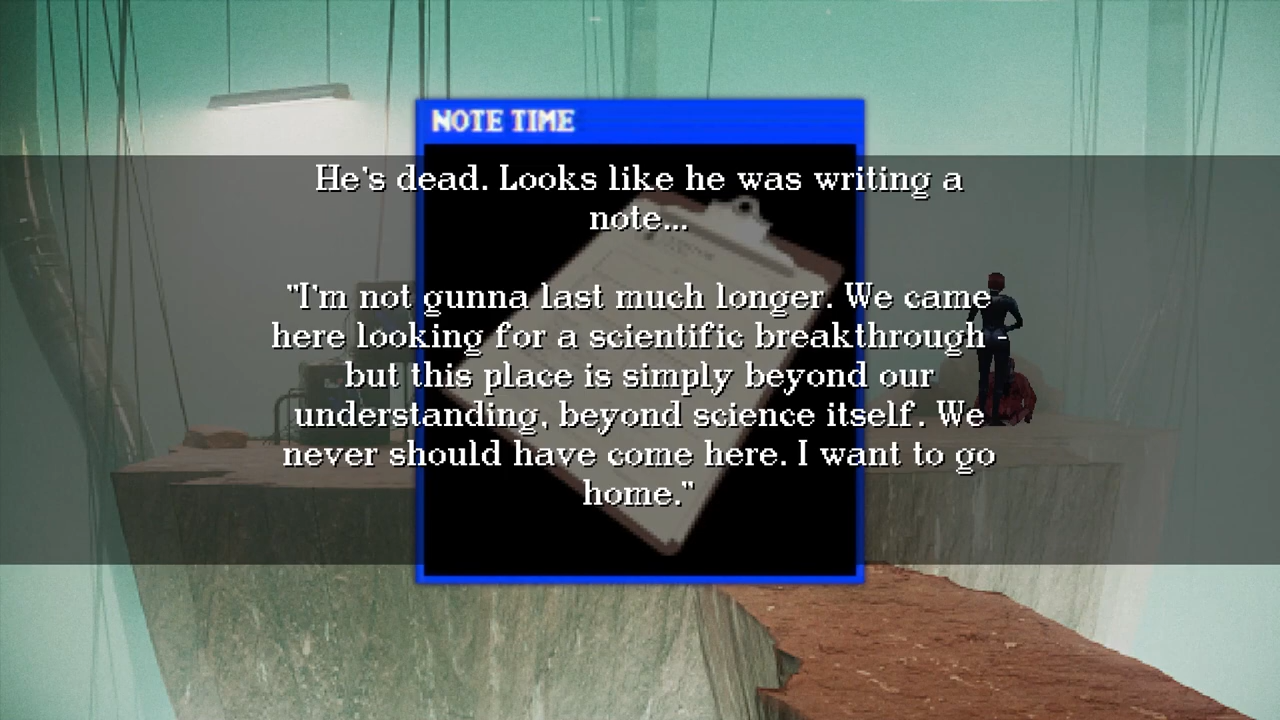 NOTE TIME
He's dead. Looks like he was writing a
note...
"I'm not gunna last much longer. We came
here looking for a scientific breakthrough -
but this place is simply beyond our
understanding, beyond science itself. We
never should have come here. I want to go
home."